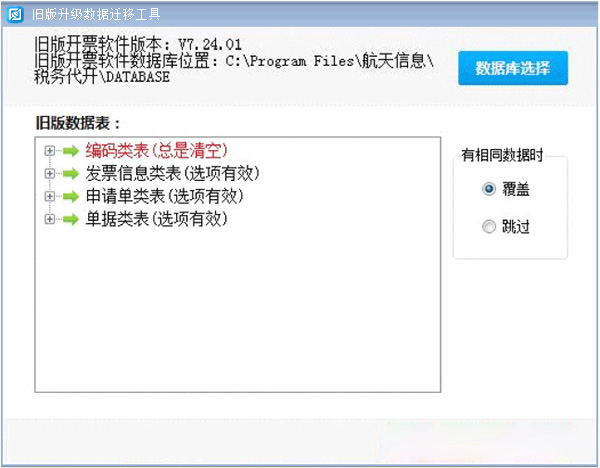 旧版升级数据迁移工具
旧版开票软件版本：V7.24.01
旧版开票软件数据库位置：C:\Program Files\航天信息\
税务代开\DATABASE
数据库选择
旧版数据表：
编码类表(总是清空)
发票信息类表(选项有效)
申请单类表(选项有效)
单据类表(选项有效)
有相同数据时
覆盖
跳过